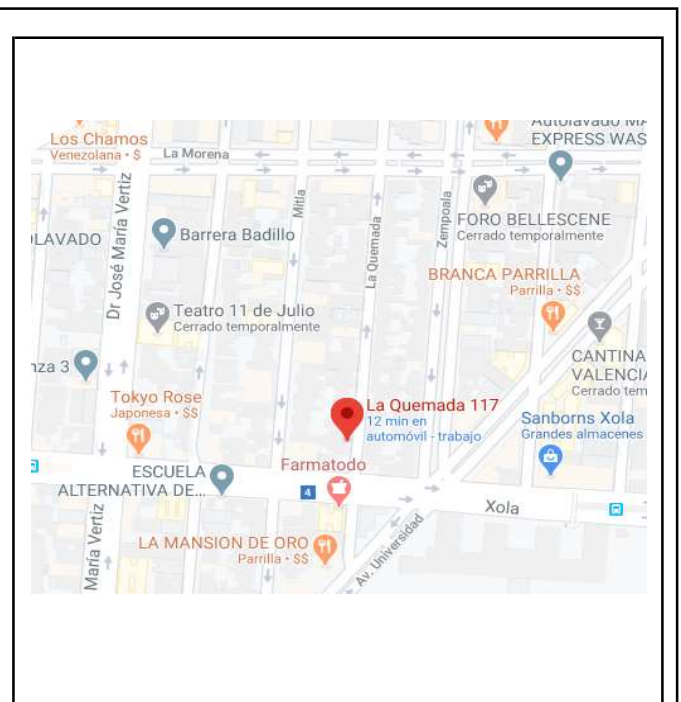 Los Chamos
Venezolana • $
La Morena
EXPRESS WAS
Dr José María Vertiz
Mitla
La Quemada
Zempoala
LAVADO
Barrera Badillo
FORO BELLESCENE
Cerrado temporalmente
BRANCA PARRILLA
Parrilla • $$
Teatro 11 de Julio
Cerrado temporalmente
nza 3
CANTINA
VALENCIA
Cerrado tem
Tokyo Rose
Japonesa • $$
La Quemada 117
12 min en
automóvil - trabajo
Sanborns Xola
Grandes almacenes
ESCUELA
ALTERNATIVA DE...
Farmatodo
4
Xola
María Vertiz
LA MANSION DE ORO
Parrilla • $$
Av. Universidad